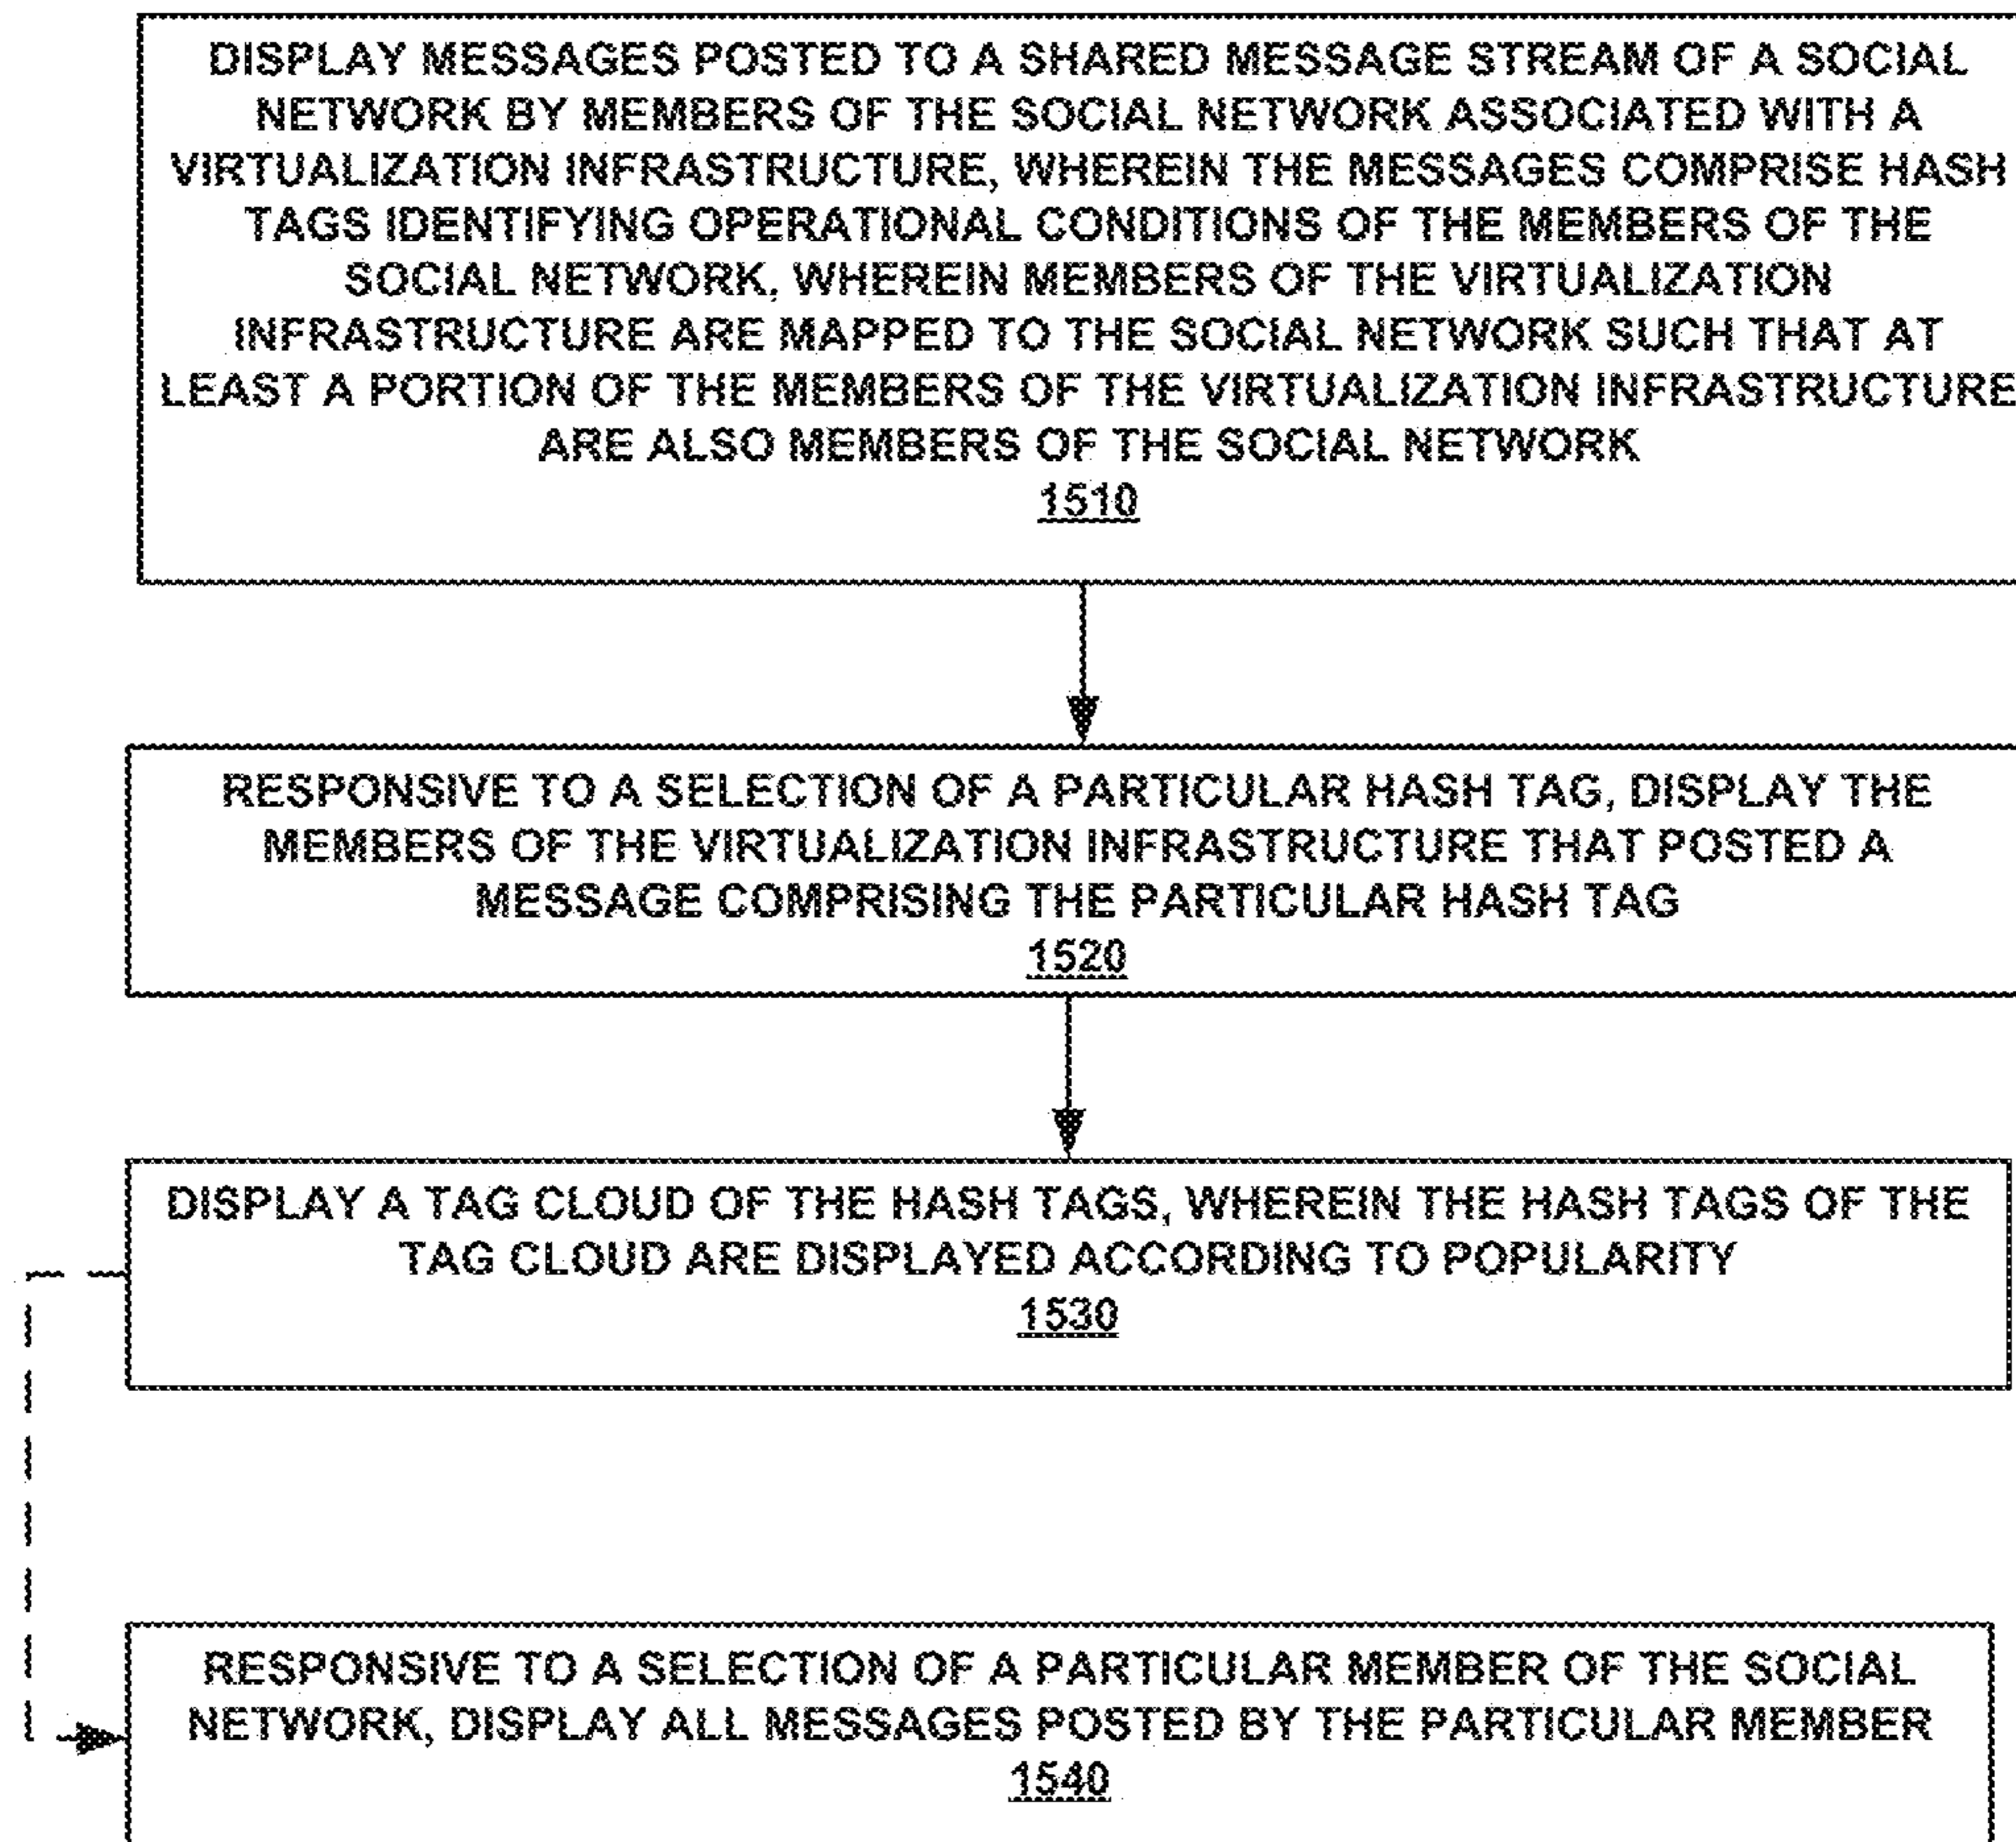 DISPLAY MESSAGES POSTED TO A SHARED MESSAGE STREAM OF A SOCIAL
NETWORK BY MEMBERS OF THE SOCIAL NETWORK ASSOCIATED WITH A
VIRTUALIZATION INFRASTRUCTURE, WHEREIN THE MESSAGES COMPRISE HASH
TAGS IDENTIFYING OPERATIONAL CONDITIONS OF THE MEMBERS OF THE
SOCIAL NETWORK, WHEREIN MEMBERS OF THE VIRTUALIZATION
INFRASTRUCTURE ARE MAPPED TO THE SOCIAL NETWORK SUCH THAT AT
LEAST A PORTION OF THE MEMBERS OF THE VIRTUALIZATION INFRASTRUCTURE
ARE ALSO MEMBERS OF THE SOCIAL NETWORK
1510
RESPONSIVE TO A SELECTION OF A PARTICULAR HASH TAG, DISPLAY THE
MEMBERS OF THE VIRTUALIZATION INFRASTRUCTURE THAT POSTED A
MESSAGE COMPRISING THE PARTICULAR HASH TAG
1520
DISPLAY A TAG CLOUD OF THE HASH TAGS, WHEREIN THE HASH TAGS OF THE
TAG CLOUD ARE DISPLAYED ACCORDING TO POPULARITY
1530
RESPONSIVE TO A SELECTION OF A PARTICULAR MEMBER OF THE SOCIAL
NETWORK, DISPLAY ALL MESSAGES POSTED BY THE PARTICULAR MEMBER
1540